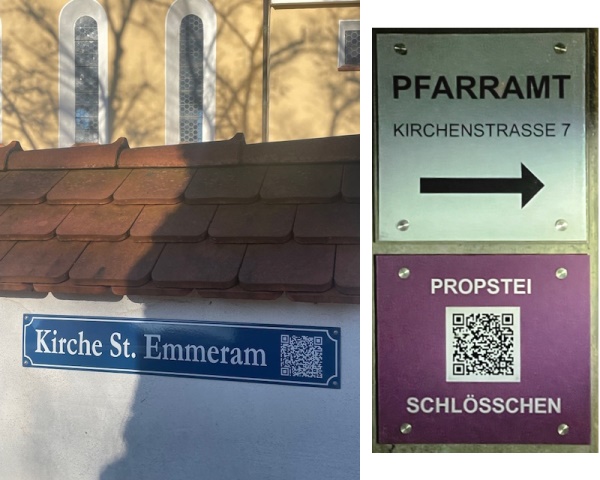 Kirche St. Emmeram
PFARRAMT
KIRCHENSTRASSE 7
PROPSTEI
SCHLÖSSCHEN